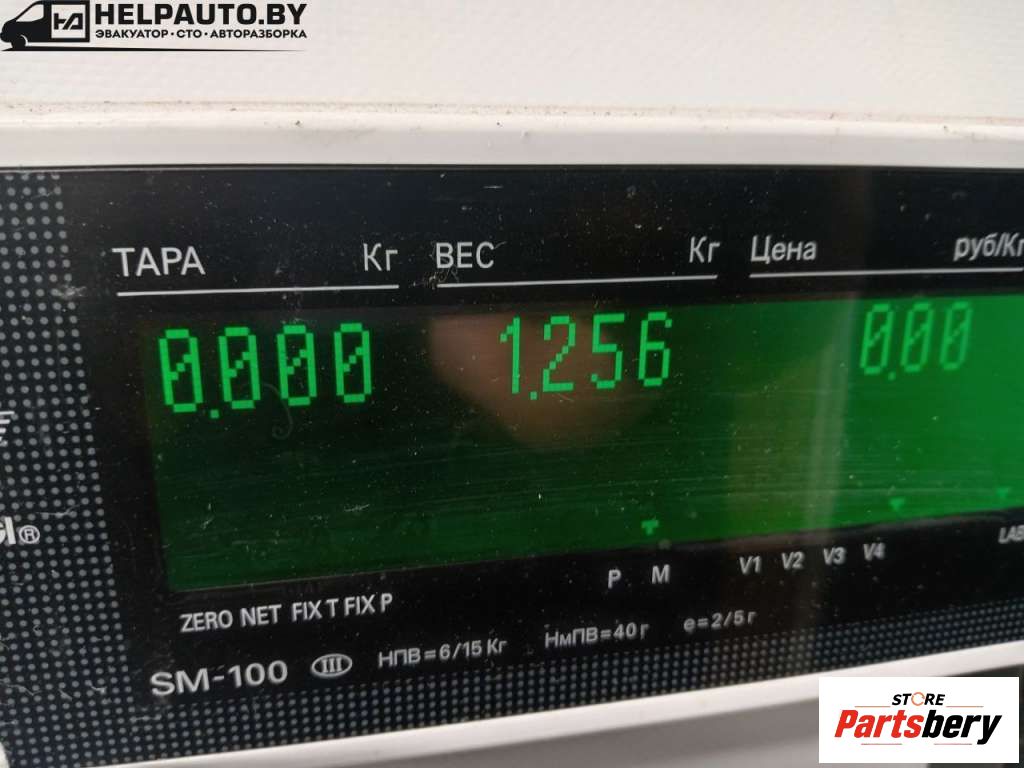 HELPAUTO.BY
ЭВАКУАТОР · СТО · АВТОРАЗБОРКА
ТАРА Кг ВЕС Кг Цена руб/Кг
0.000 1.256 0.00
P M V1 V2 V3 V4
ZERO NET FIX T FIX P
SM-100 III НПВ=6/15 Кг НмПВ=40 г e=2/5 г
STORE
Partsbery